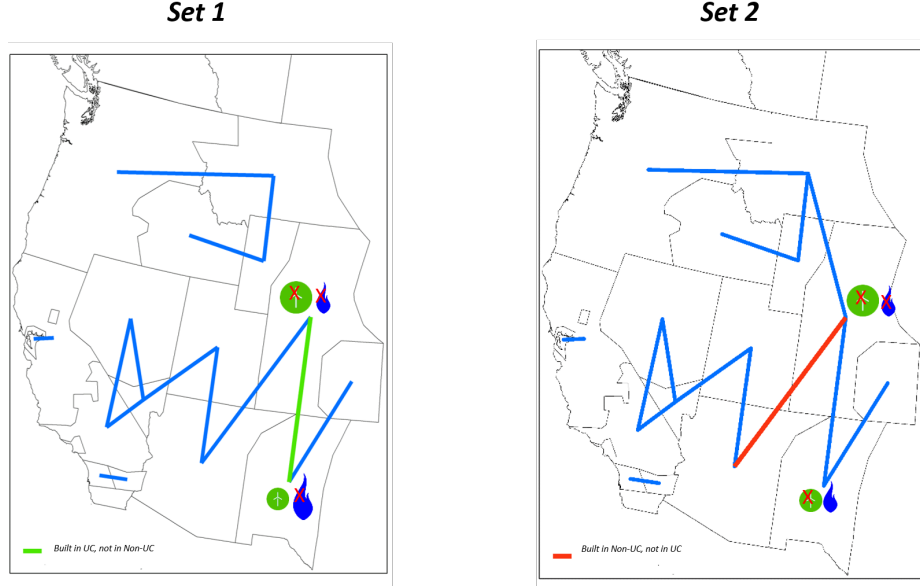 Set 1
Set 2
X
X
X
X
X
X
Built in UC, not in Non-UC
X
Built in Non-UC, not in UC